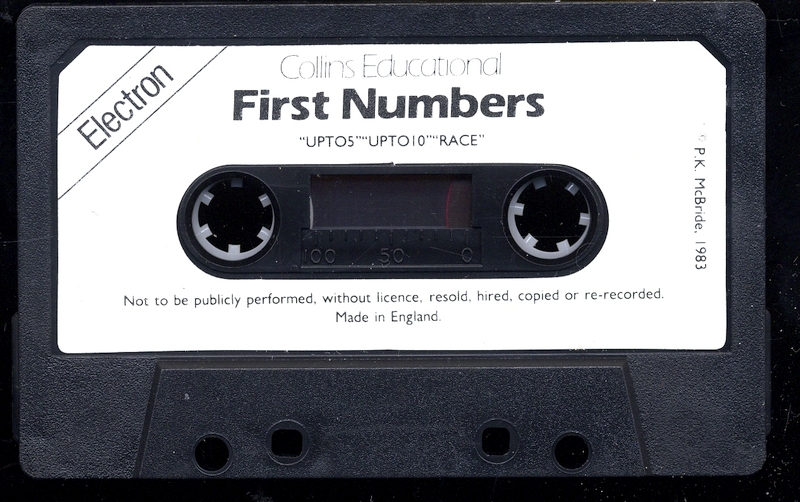 Electron
Collins Educational
First Numbers
"UPTO5""UPTO10""RACE"
© P.K. McBride, 1983
100 50 0
Not to be publicly performed, without licence, resold, hired, copied or re-recorded.
Made in England.